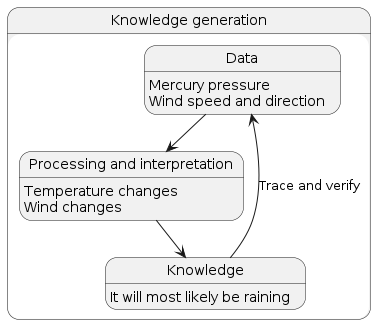 Knowledge generation
Data
Mercury pressure
Wind speed and direction
Processing and interpretation
Temperature changes
Wind changes
Trace and verify
Knowledge
It will most likely be raining